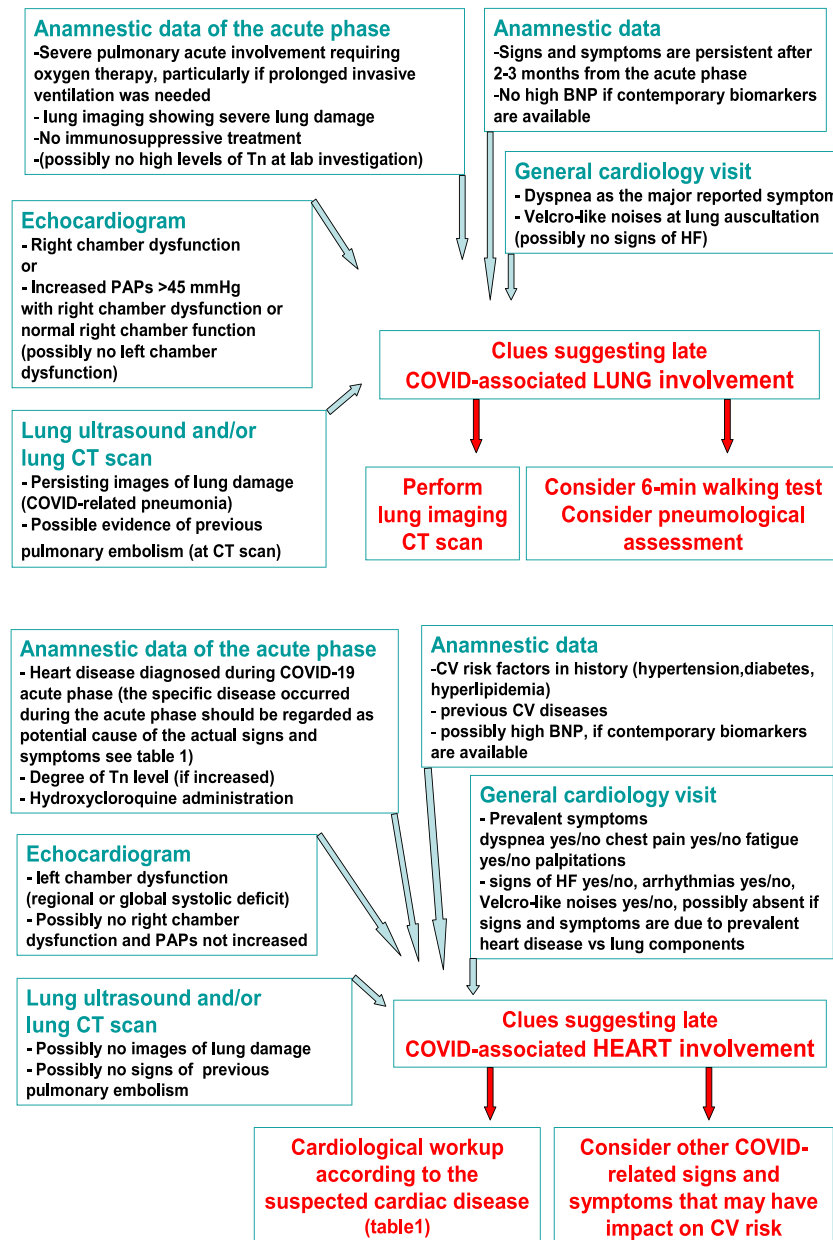 Anamnestic data of the acute phase
-Severe pulmonary acute involvement requiring
oxygen therapy, particularly if prolonged invasive
ventilation was needed
- lung imaging showing severe lung damage
-No immunosuppressive treatment
-(possibly no high levels of Tn at lab investigation)
Anamnestic data
-Signs and symptoms are persistent after
2-3 months from the acute phase
-No high BNP if contemporary biomarkers
are available
General cardiology visit
- Dyspnea as the major reported symptom
- Velcro-like noises at lung auscultation
(possibly no signs of HF)
Echocardiogram
- Right chamber dysfunction
or
- Increased PAPs >45 mmHg
with right chamber dysfunction or
normal right chamber function
(possibly no left chamber
dysfunction)
Clues suggesting late
COVID-associated LUNG involvement
Lung ultrasound and/or
lung CT scan
- Persisting images of lung damage
(COVID-related pneumonia)
- Possible evidence of previous
pulmonary embolism (at CT scan)
Perform
lung imaging
CT scan
Consider 6-min walking test
Consider pneumological
assessment
Anamnestic data of the acute phase
- Heart disease diagnosed during COVID-19
acute phase (the specific disease occurred
during the acute phase should be regarded as
potential cause of the actual signs and
symptoms see table 1)
- Degree of Tn level (if increased)
- Hydroxycloroquine administration
Anamnestic data
-CV risk factors in history (hypertension,diabetes,
hyperlipidemia)
- previous CV diseases
- possibly high BNP, if contemporary biomarkers
are available
General cardiology visit
- Prevalent symptoms
dyspnea yes/no chest pain yes/no fatigue
yes/no palpitations
- signs of HF yes/no, arrhythmias yes/no,
Velcro-like noises yes/no, possibly absent if
signs and symptoms are due to prevalent
heart disease vs lung components
Echocardiogram
- left chamber dysfunction
(regional or global systolic deficit)
- Possibly no right chamber
dysfunction and PAPs not increased
Lung ultrasound and/or
lung CT scan
- Possibly no images of lung damage
- Possibly no signs of previous
pulmonary embolism
Clues suggesting late
COVID-associated HEART involvement
Cardiological workup
according to the
suspected cardiac disease
(table1)
Consider other COVID-
related signs and
symptoms that may have
impact on CV risk